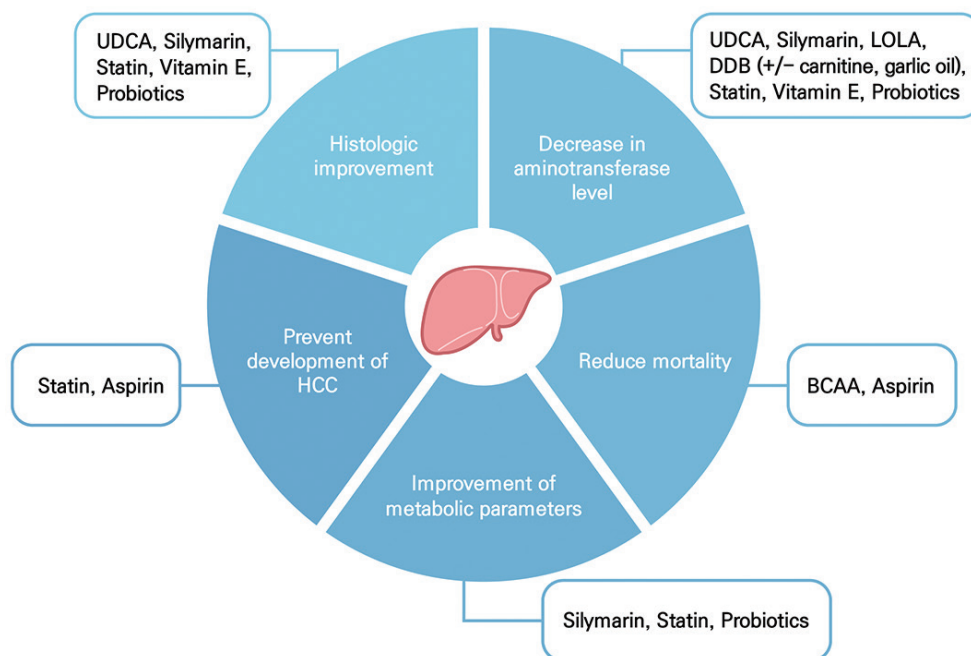 UDCA, Silymarin,
Statin, Vitamin E,
Probiotics
UDCA, Silymarin, LOLA,
DDB (+/− carnitine, garlic oil),
Statin, Vitamin E, Probiotics
Histologic
improvement
Decrease in
aminotransferase
level
Prevent
development of
HCC
Reduce mortality
Statin, Aspirin
BCAA, Aspirin
Improvement of
metabolic parameters
Silymarin, Statin, Probiotics